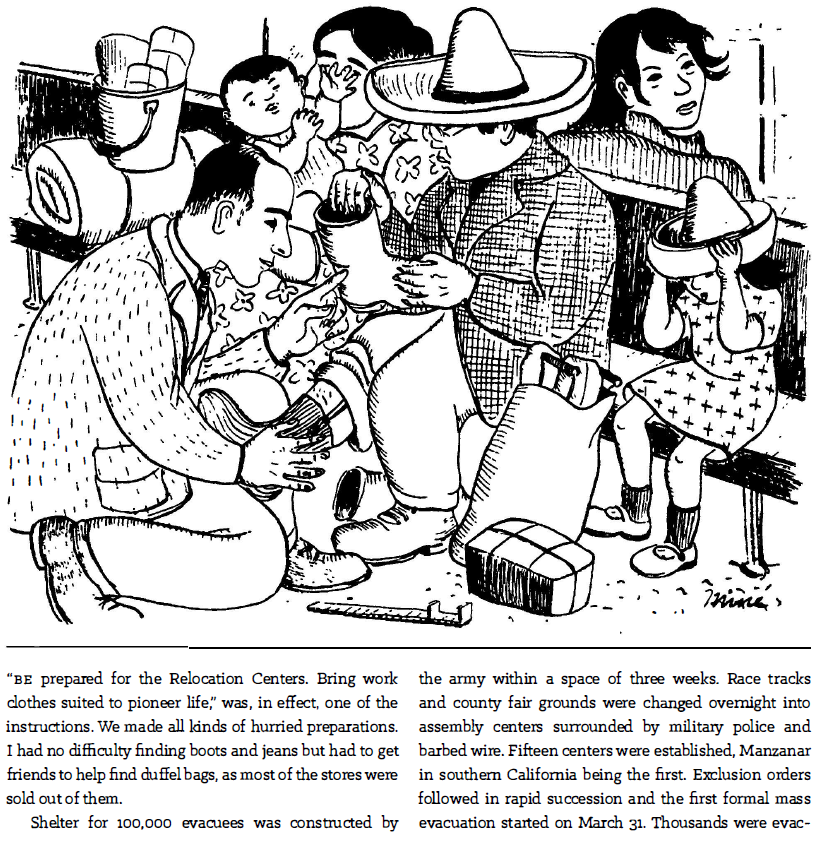 Miné
"BE prepared for the Relocation Centers. Bring work
clothes suited to pioneer life," was, in effect, one of the
instructions. We made all kinds of hurried preparations.
I had no difficulty finding boots and jeans but had to get
friends to help find duffel bags, as most of the stores were
sold out of them.
Shelter for 100,000 evacuees was constructed by
the army within a space of three weeks. Race tracks
and county fair grounds were changed overnight into
assembly centers surrounded by military police and
barbed wire. Fifteen centers were established, Manzanar
in southern California being the first. Exclusion orders
followed in rapid succession and the first formal mass
evacuation started on March 31. Thousands were evac-